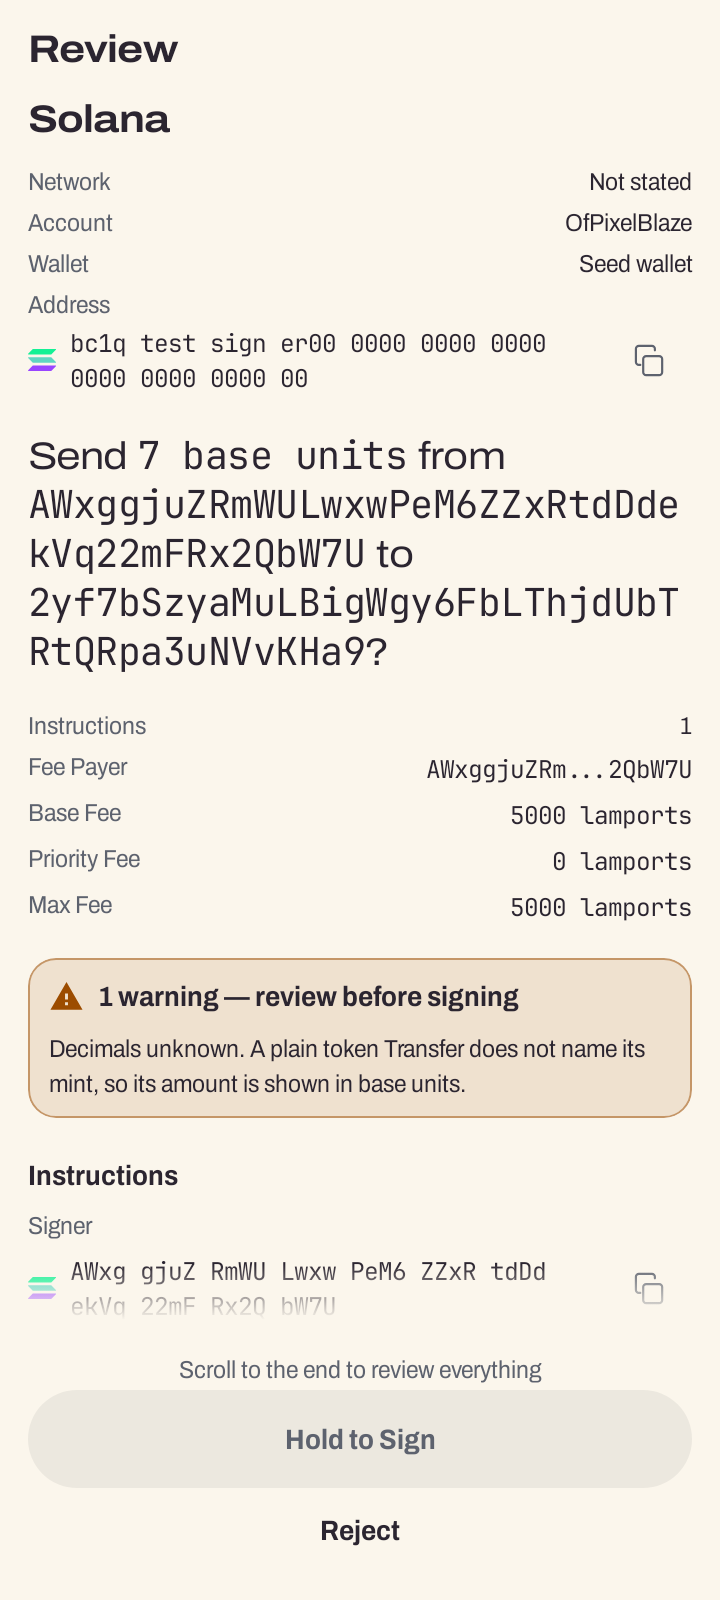 Review
Solana
Network Not stated
Account OfPixelBlaze
Wallet Seed wallet
Address
bc1q test sign er00 0000 0000 0000
0000 0000 0000 00
Send 7 base units from
AWxggjuZRmWULwxwPeM6ZZxRtdDde
kVq22mFRx2QbW7U to
2yf7bSzyaMuLBigWgy6FbLThjdUbT
RtQRpa3uNVvKHa9?
Instructions 1
Fee Payer AWxggjuZRm...2QbW7U
Base Fee 5000 lamports
Priority Fee 0 lamports
Max Fee 5000 lamports
1 warning — review before signing
Decimals unknown. A plain token Transfer does not name its
mint, so its amount is shown in base units.
Instructions
Signer
AWxg gjuZ RmWU Lwxw PeM6 ZZxR tdDd
ekVq 22mF Rx2Q bW7U
Scroll to the end to review everything
Hold to Sign
Reject